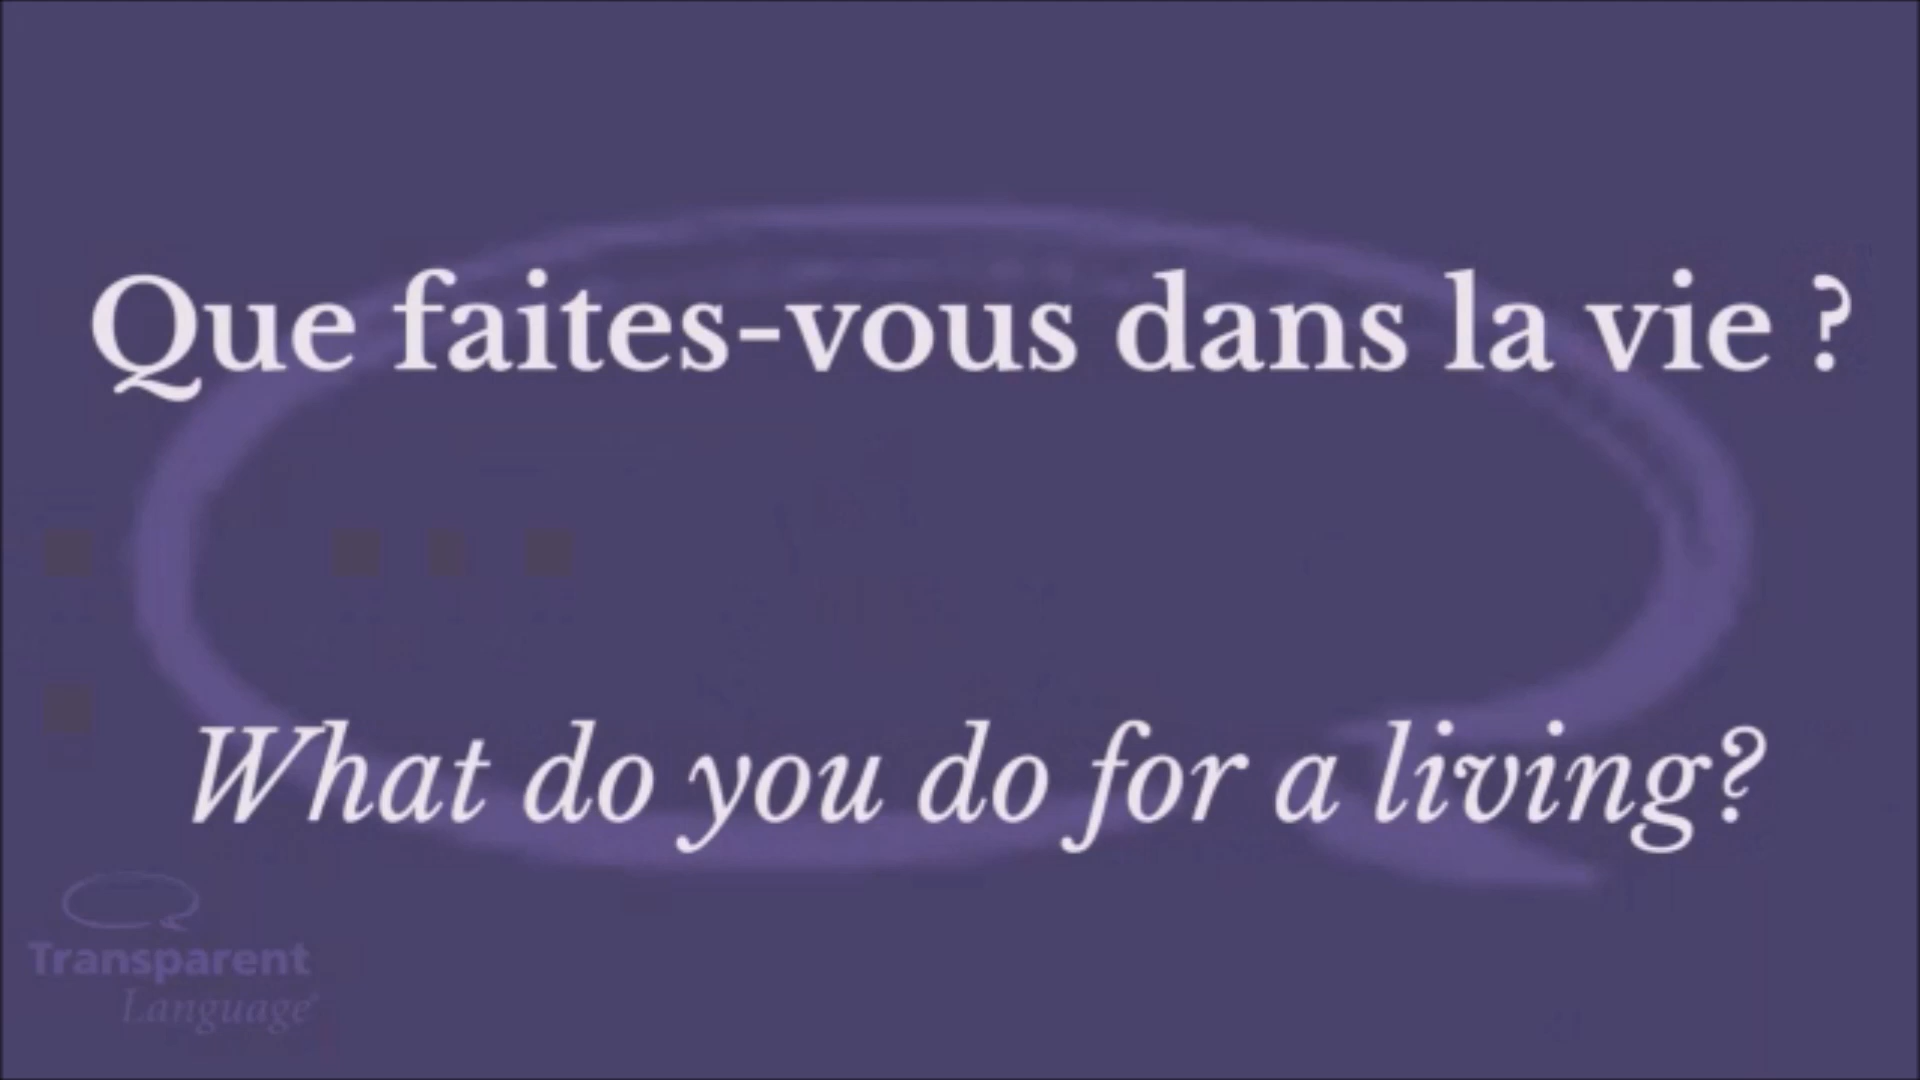 Que faites-vous dans la vie ?
What do you do for a living?
Transparent
Language